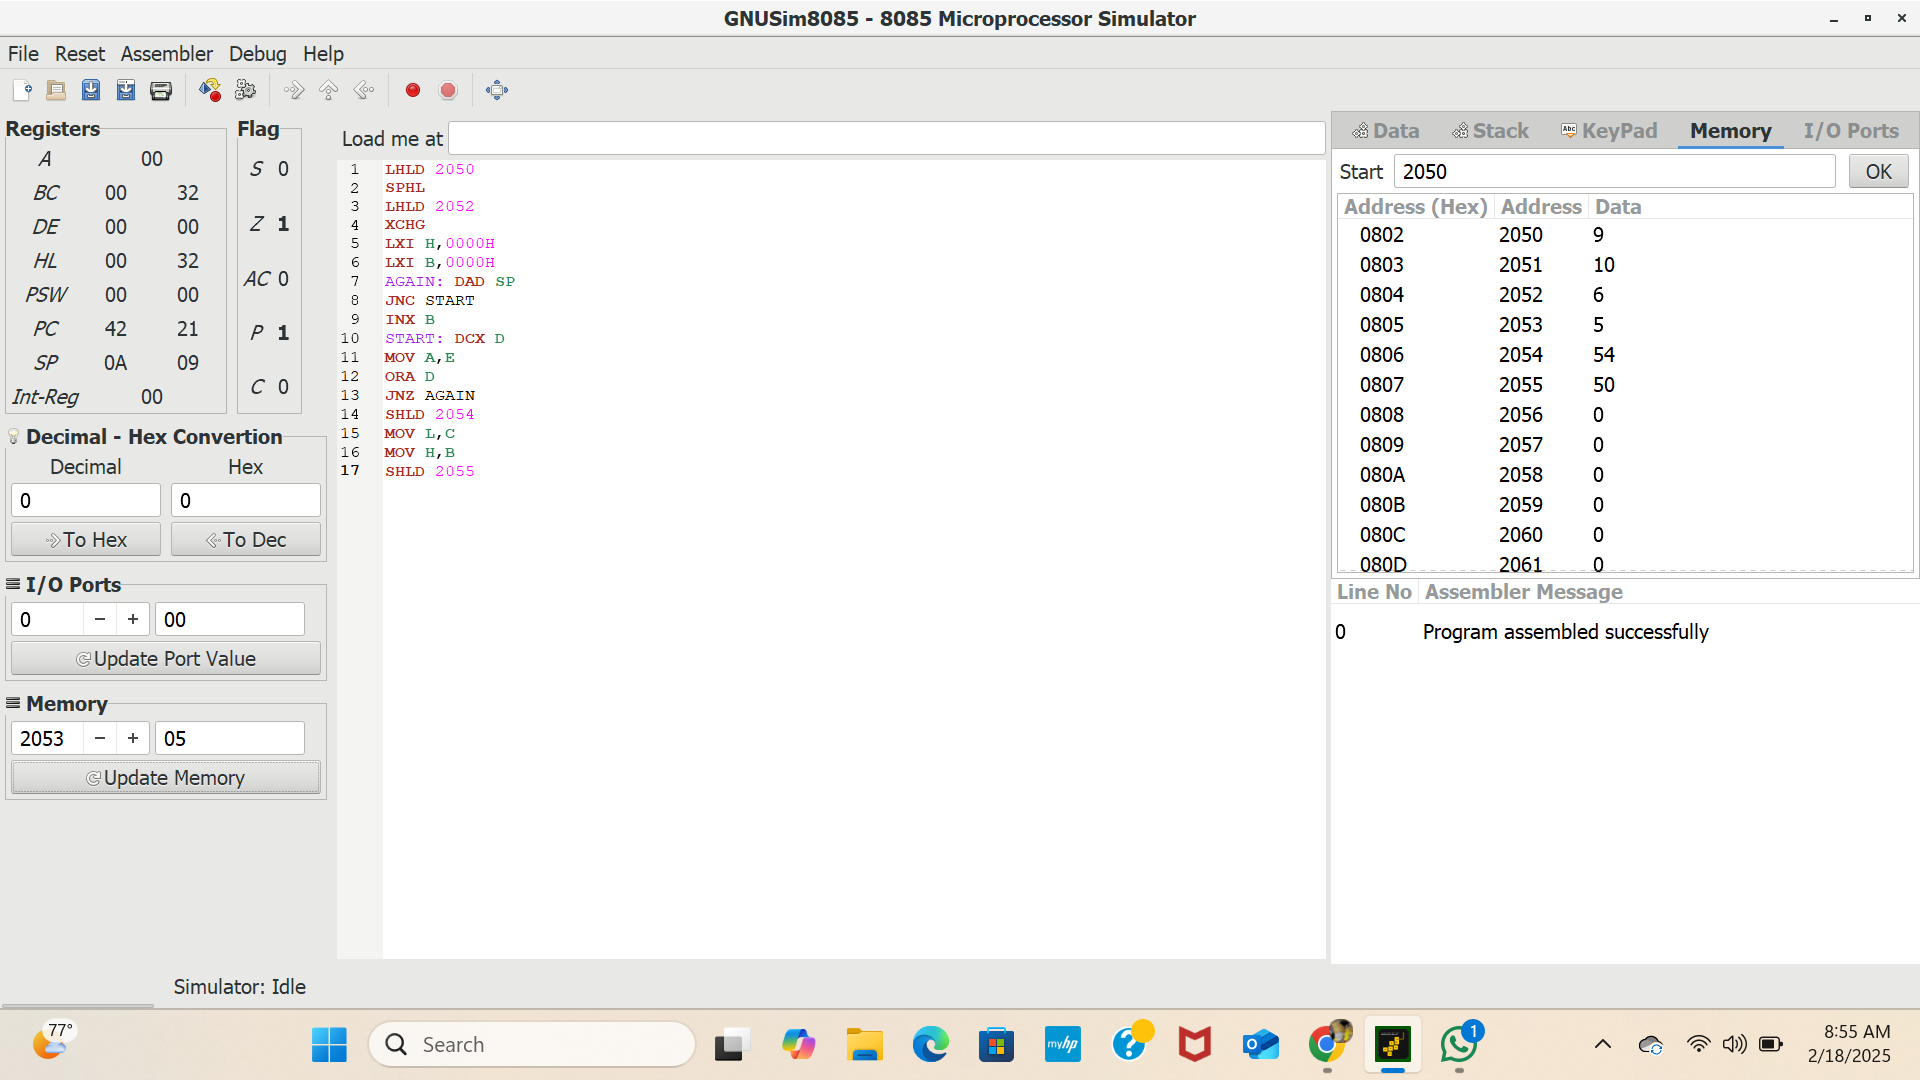 GNUSim8085 - 8085 Microprocessor Simulator
File Reset Assembler Debug Help
Registers
A 00
BC 00 32
DE 00 00
HL 00 32
PSW 00 00
PC 42 21
SP 0A 09
Int-Reg 00
Flag
S 0
Z 1
AC 0
P 1
C 0
Decimal - Hex Convertion
Decimal Hex
0 0
To Hex To Dec
I/O Ports
0 − + 00
Update Port Value
Memory
2053 − + 05
Update Memory
Load me at
1 LHLD 2050
2 SPHL
3 LHLD 2052
4 XCHG
5 LXI H,0000H
6 LXI B,0000H
7 AGAIN: DAD SP
8 JNC START
9 INX B
10 START: DCX D
11 MOV A,E
12 ORA D
13 JNZ AGAIN
14 SHLD 2054
15 MOV L,C
16 MOV H,B
17 SHLD 2055
Data Stack Abc KeyPad Memory I/O Ports
Start 2050 OK
Address (Hex) Address Data
0802 2050 9
0803 2051 10
0804 2052 6
0805 2053 5
0806 2054 54
0807 2055 50
0808 2056 0
0809 2057 0
080A 2058 0
080B 2059 0
080C 2060 0
080D 2061 0
Line No Assembler Message
0 Program assembled successfully
Simulator: Idle
77°
Search
myhp
1
8:55 AM
2/18/2025